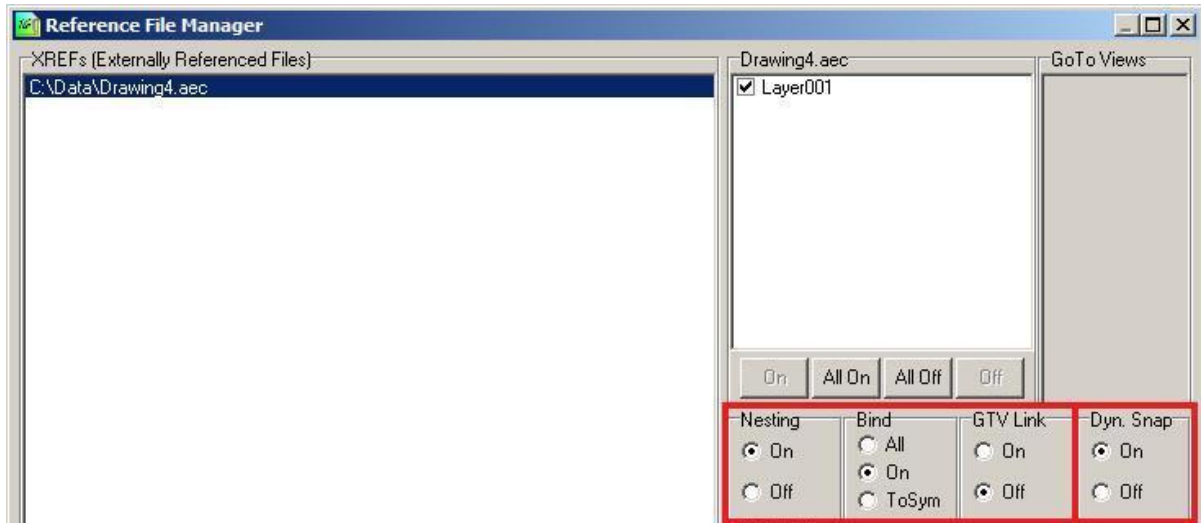 Reference File Manager
XREFs (Externally Referenced Files)
C:\Data\Drawing4.aec
Drawing4.aec
Layer001
GoTo Views
On All On All Off Off
Nesting
On
Off
Bind
All
On
ToSym
GTV Link
On
Off
Dyn. Snap
On
Off